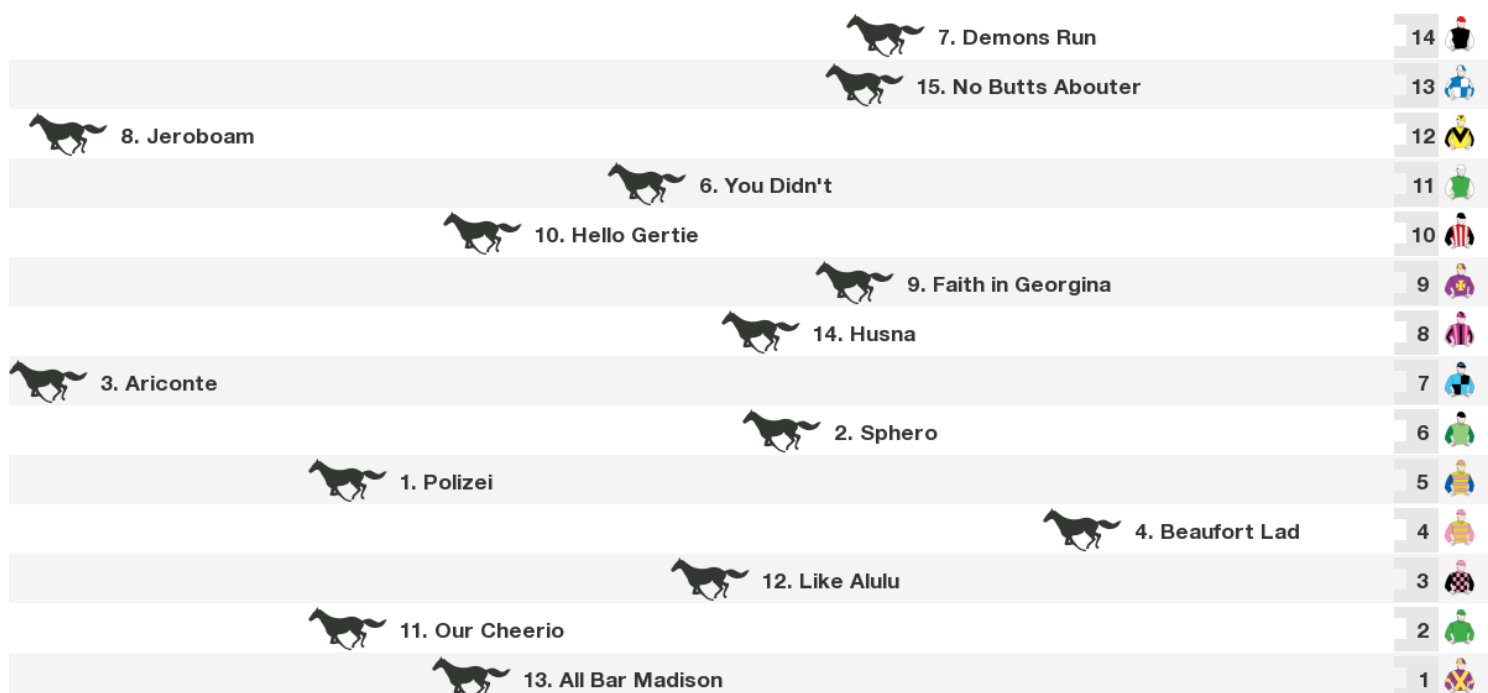 7. Demons Run 14
15. No Butts Abouter 13
8. Jeroboam 12
6. You Didn't 11
10. Hello Gertie 10
9. Faith in Georgina 9
14. Husna 8
3. Ariconte 7
2. Sphero 6
1. Polizei 5
4. Beaufort Lad 4
12. Like Alulu 3
11. Our Cheerio 2
13. All Bar Madison 1